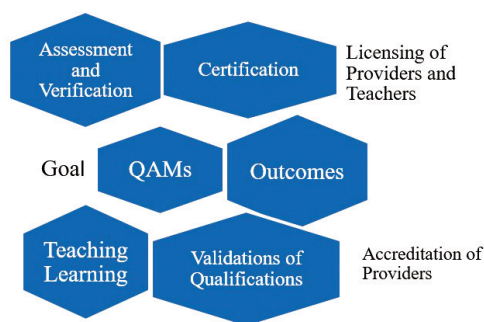 Assessment
and
Verification
Certification
Licensing of
Providers and
Teachers
Goal
QAMs
Outcomes
Teaching
Learning
Validations of
Qualifications
Accreditation of
Providers